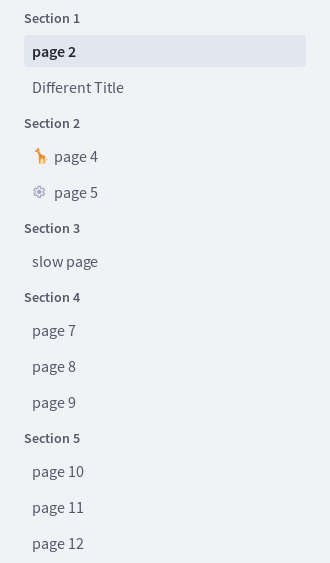 Section 1
page 2
Different Title
Section 2
page 4
page 5
Section 3
slow page
Section 4
page 7
page 8
page 9
Section 5
page 10
page 11
page 12